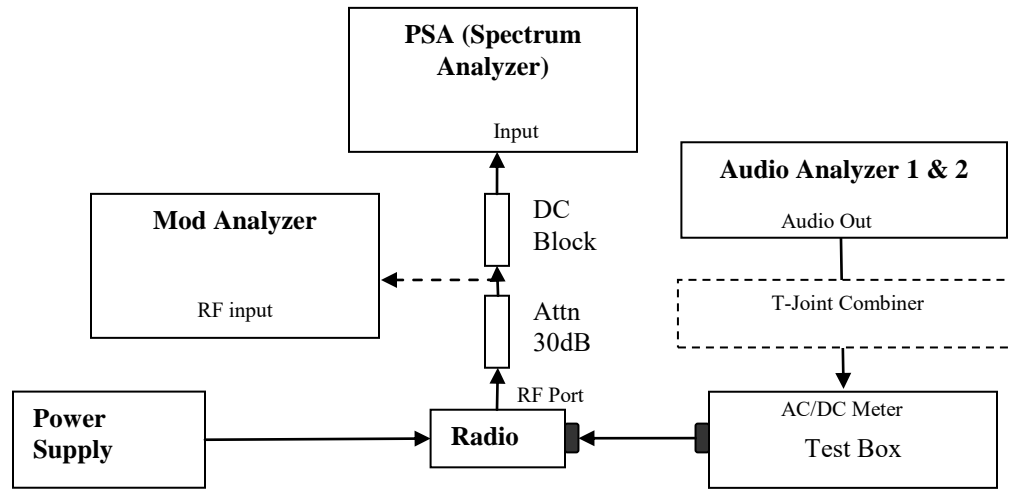 PSA (Spectrum
Analyzer)
Input
Audio Analyzer 1 & 2
Audio Out
Mod Analyzer
RF input
DC
Block
T-Joint Combiner
Attn
30dB
RF Port
Power
Supply
Radio
AC/DC Meter
Test Box